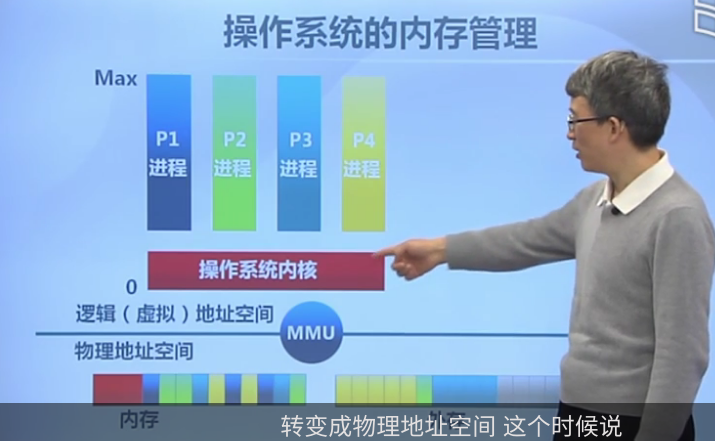 操作系统的内存管理
Max
P1 P2 P3 P4
进程 进程 进程 进程
操作系统内核
0
逻辑（虚拟）地址空间
MMU
物理地址空间
内存
转变成物理地址空间 这个时候说